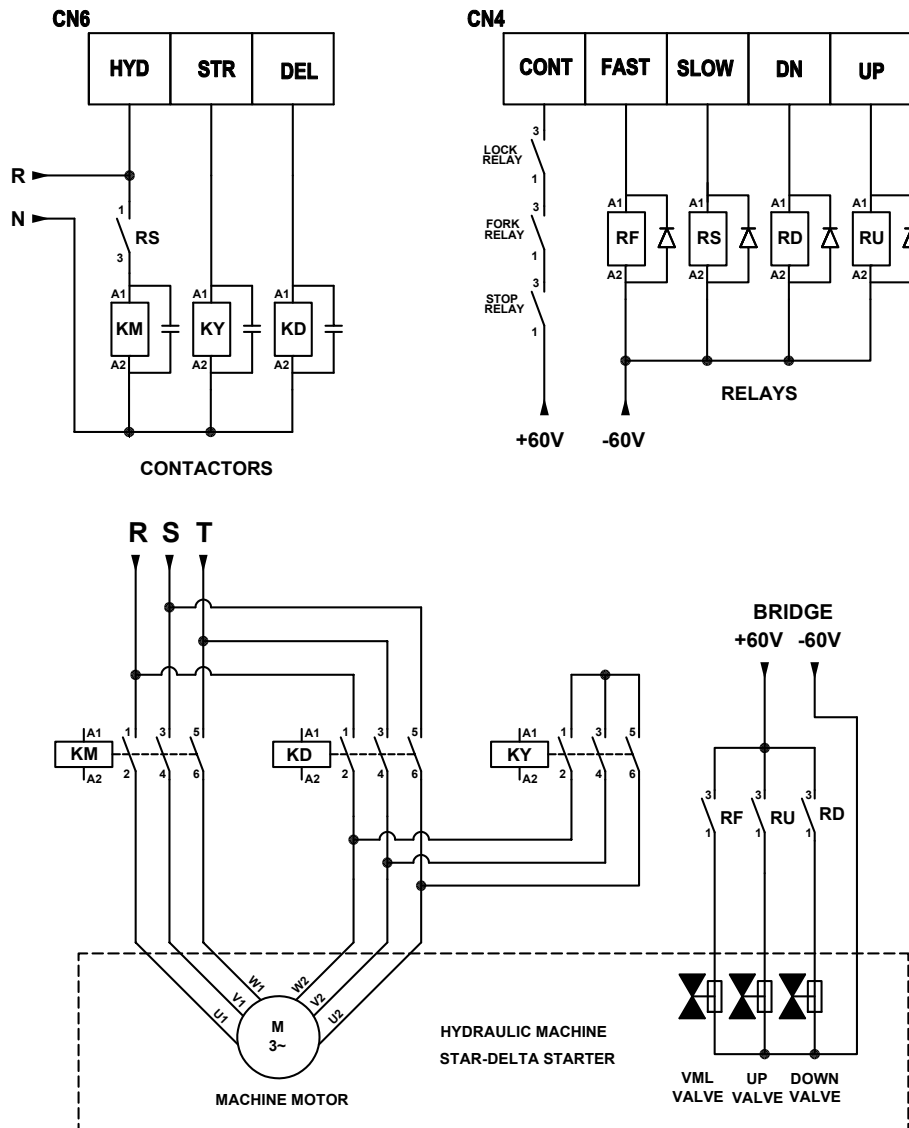 CN6
HYD STR DEL
R
N
1
RS
3
A1 A1 A1
KM KY KD
A2 A2 A2
CONTACTORS
CN4
CONT FAST SLOW DN UP
3
LOCK
RELAY
1
3
FORK
RELAY
1
3
STOP
RELAY
1
A1 A1 A1 A1
RF RS RD RU
A2 A2 A2 A2
RELAYS
+60V -60V
R S T
A1 1 3 5
KM
A2 2 4 6
A1 1 3 5
KD
A2 2 4 6
A1 1 3 5
KY
A2 2 4 6
BRIDGE
+60V -60V
3 3 3
RF RU RD
1 1 1
U1 V1 W1 W2 V2 U2
M
3~
MACHINE MOTOR
HYDRAULIC MACHINE
STAR-DELTA STARTER
VML
VALVE
UP
VALVE
DOWN
VALVE